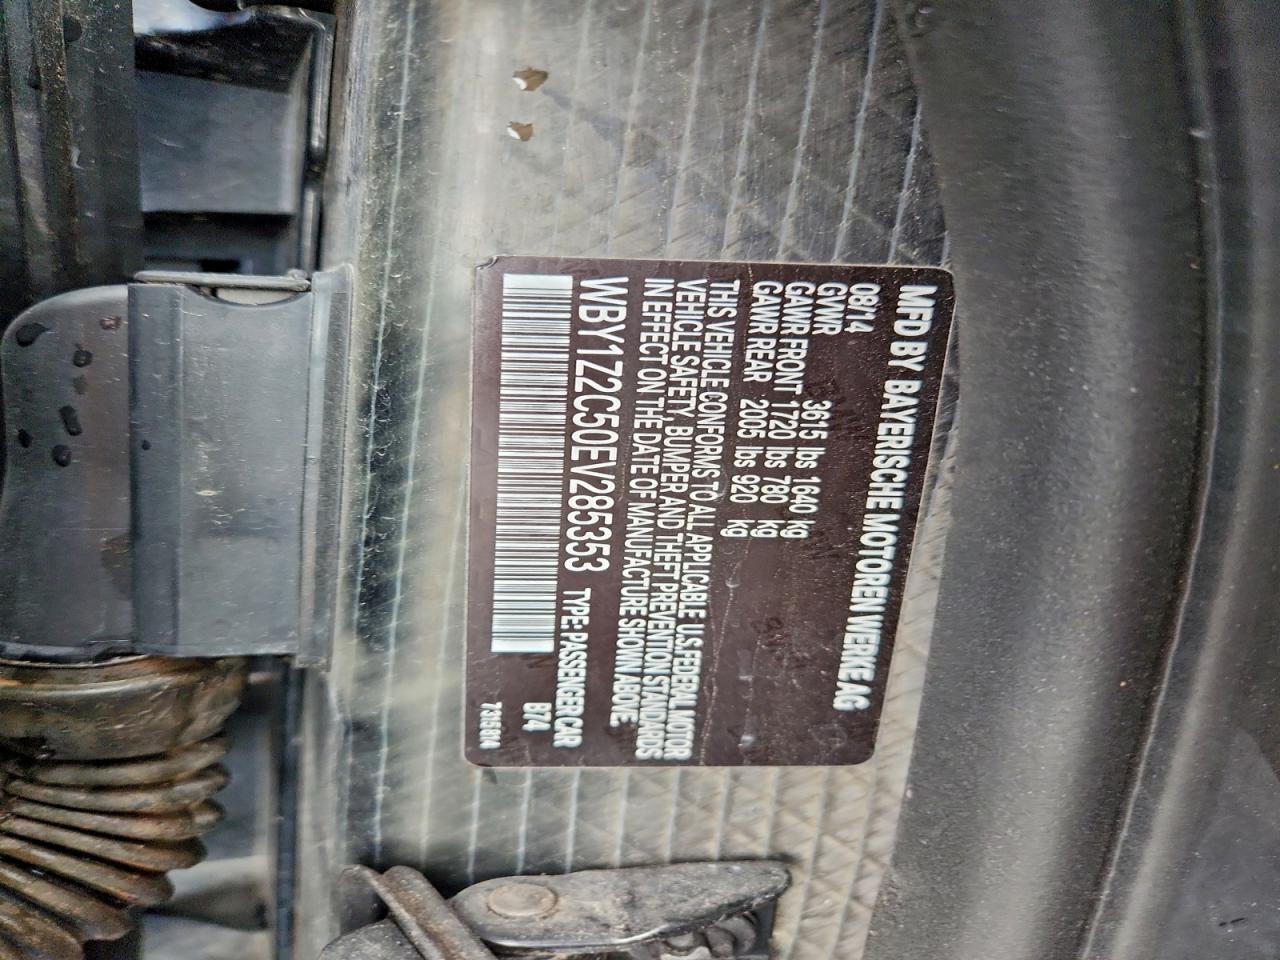 MFD BY BAYERISCHE MOTOREN WERKE AG
08/14
GVWR 3615 lbs 1640 kg
GAWR FRONT 1720 lbs 780 kg
GAWR REAR 2005 lbs 920 kg
THIS VEHICLE CONFORMS TO ALL APPLICABLE U.S. FEDERAL MOTOR
VEHICLE SAFETY, BUMPER AND THEFT PREVENTION STANDARDS
IN EFFECT ON THE DATE OF MANUFACTURE SHOWN ABOVE.
WBY1Z2C50EV285353 TYPE: PASSENGER CAR
B74